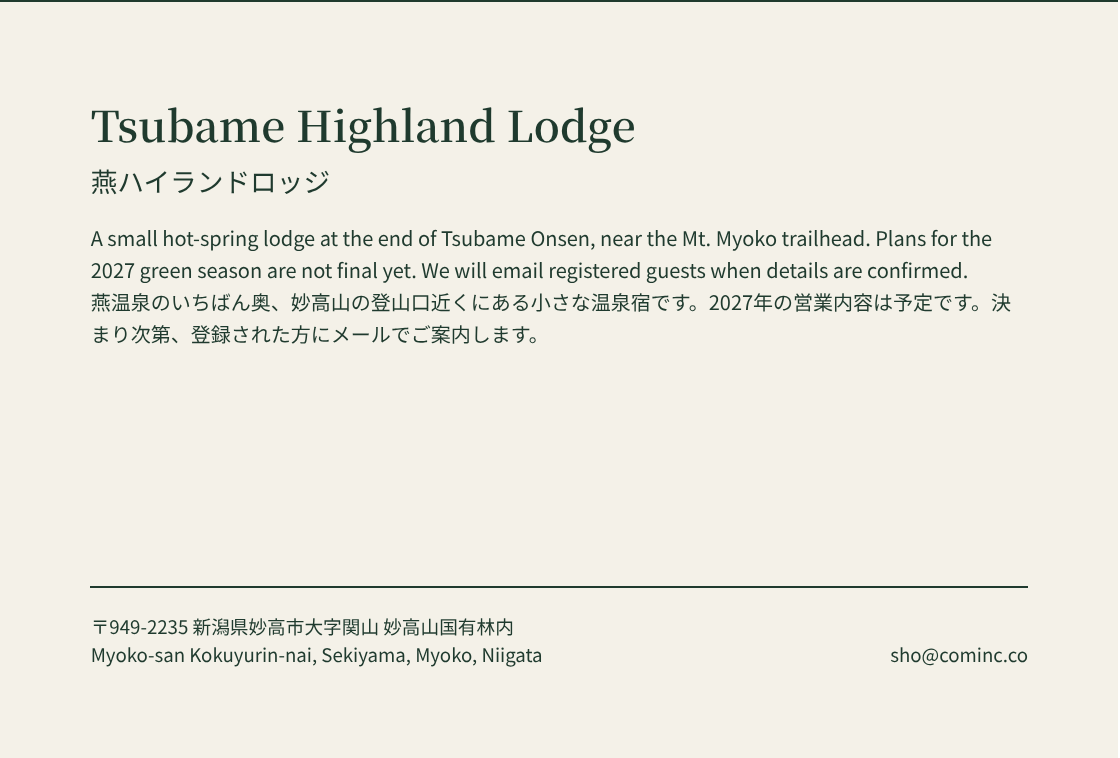 Tsubame Highland Lodge
燕ハイランドロッジ
A small hot-spring lodge at the end of Tsubame Onsen, near the Mt. Myoko trailhead. Plans for the
2027 green season are not final yet. We will email registered guests when details are confirmed.
燕温泉のいちばん奥、妙高山の登山口近くにある小さな温泉宿です。2027年の営業内容は予定です。決
まり次第、登録された方にメールでご案内します。
〒949-2235 新潟県妙高市大字関山 妙高山国有林内
Myoko-san Kokuyurin-nai, Sekiyama, Myoko, Niigata
sho@cominc.co